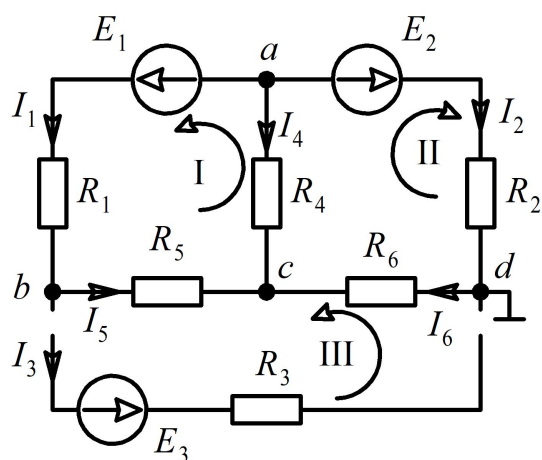 E1 a E2
I1 I4 I2
I II
R1 R4 R2
R5 R6
b c d
I5 I6
I3 III
R3
E3